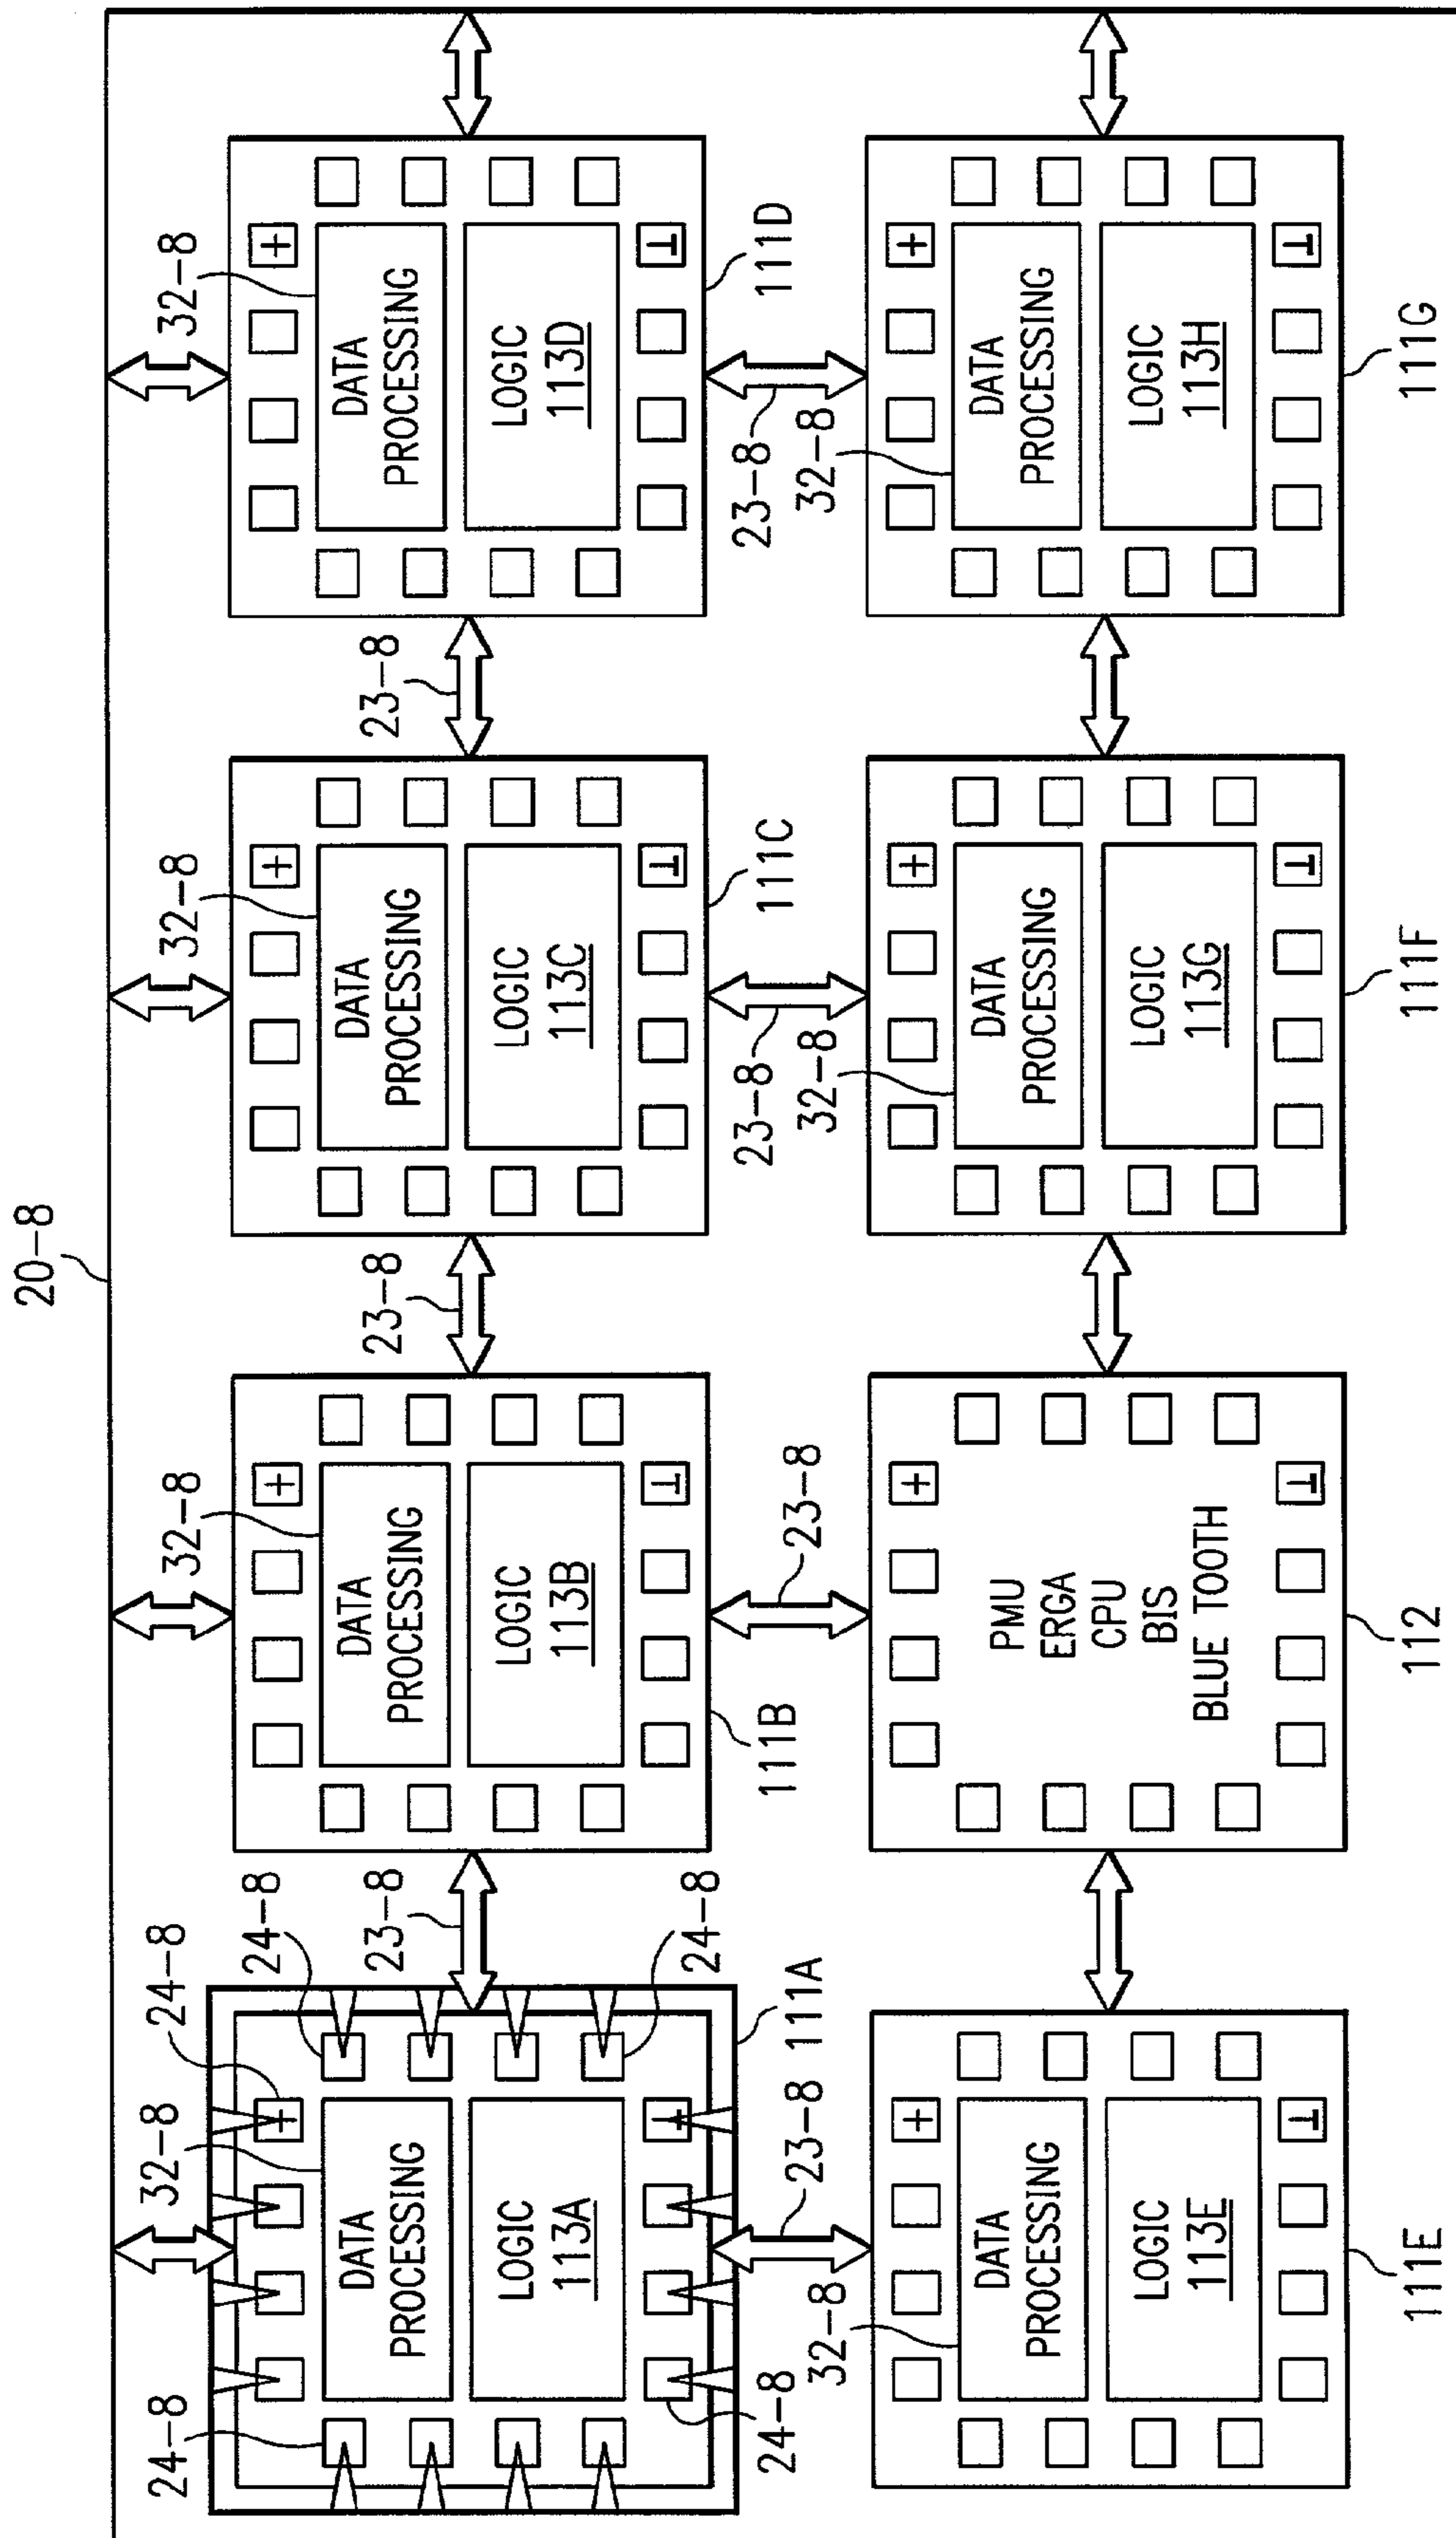 20-8
32-8
32-8
32-8
32-8
24-8
24-8
24-8
DATA
PROCESSING
LOGIC
113A
23-8
DATA
PROCESSING
LOGIC
113B
23-8
DATA
PROCESSING
LOGIC
113C
23-8
DATA
PROCESSING
LOGIC
113D
+
+
+
+
24-8
24-8
111A
111B
111C
111D
23-8
23-8
23-8
23-8
32-8
32-8
32-8
+
+
+
+
DATA
PROCESSING
LOGIC
113E
PMU
ERGA
CPU
BIS
BLUE TOOTH
DATA
PROCESSING
LOGIC
113G
DATA
PROCESSING
LOGIC
113H
111E
112
111F
111G